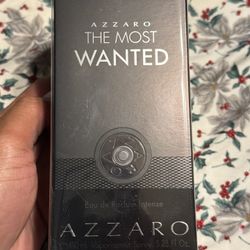 AZZARO
THE MOST
WANTED
Eau de Parfum Intense
AZZARO